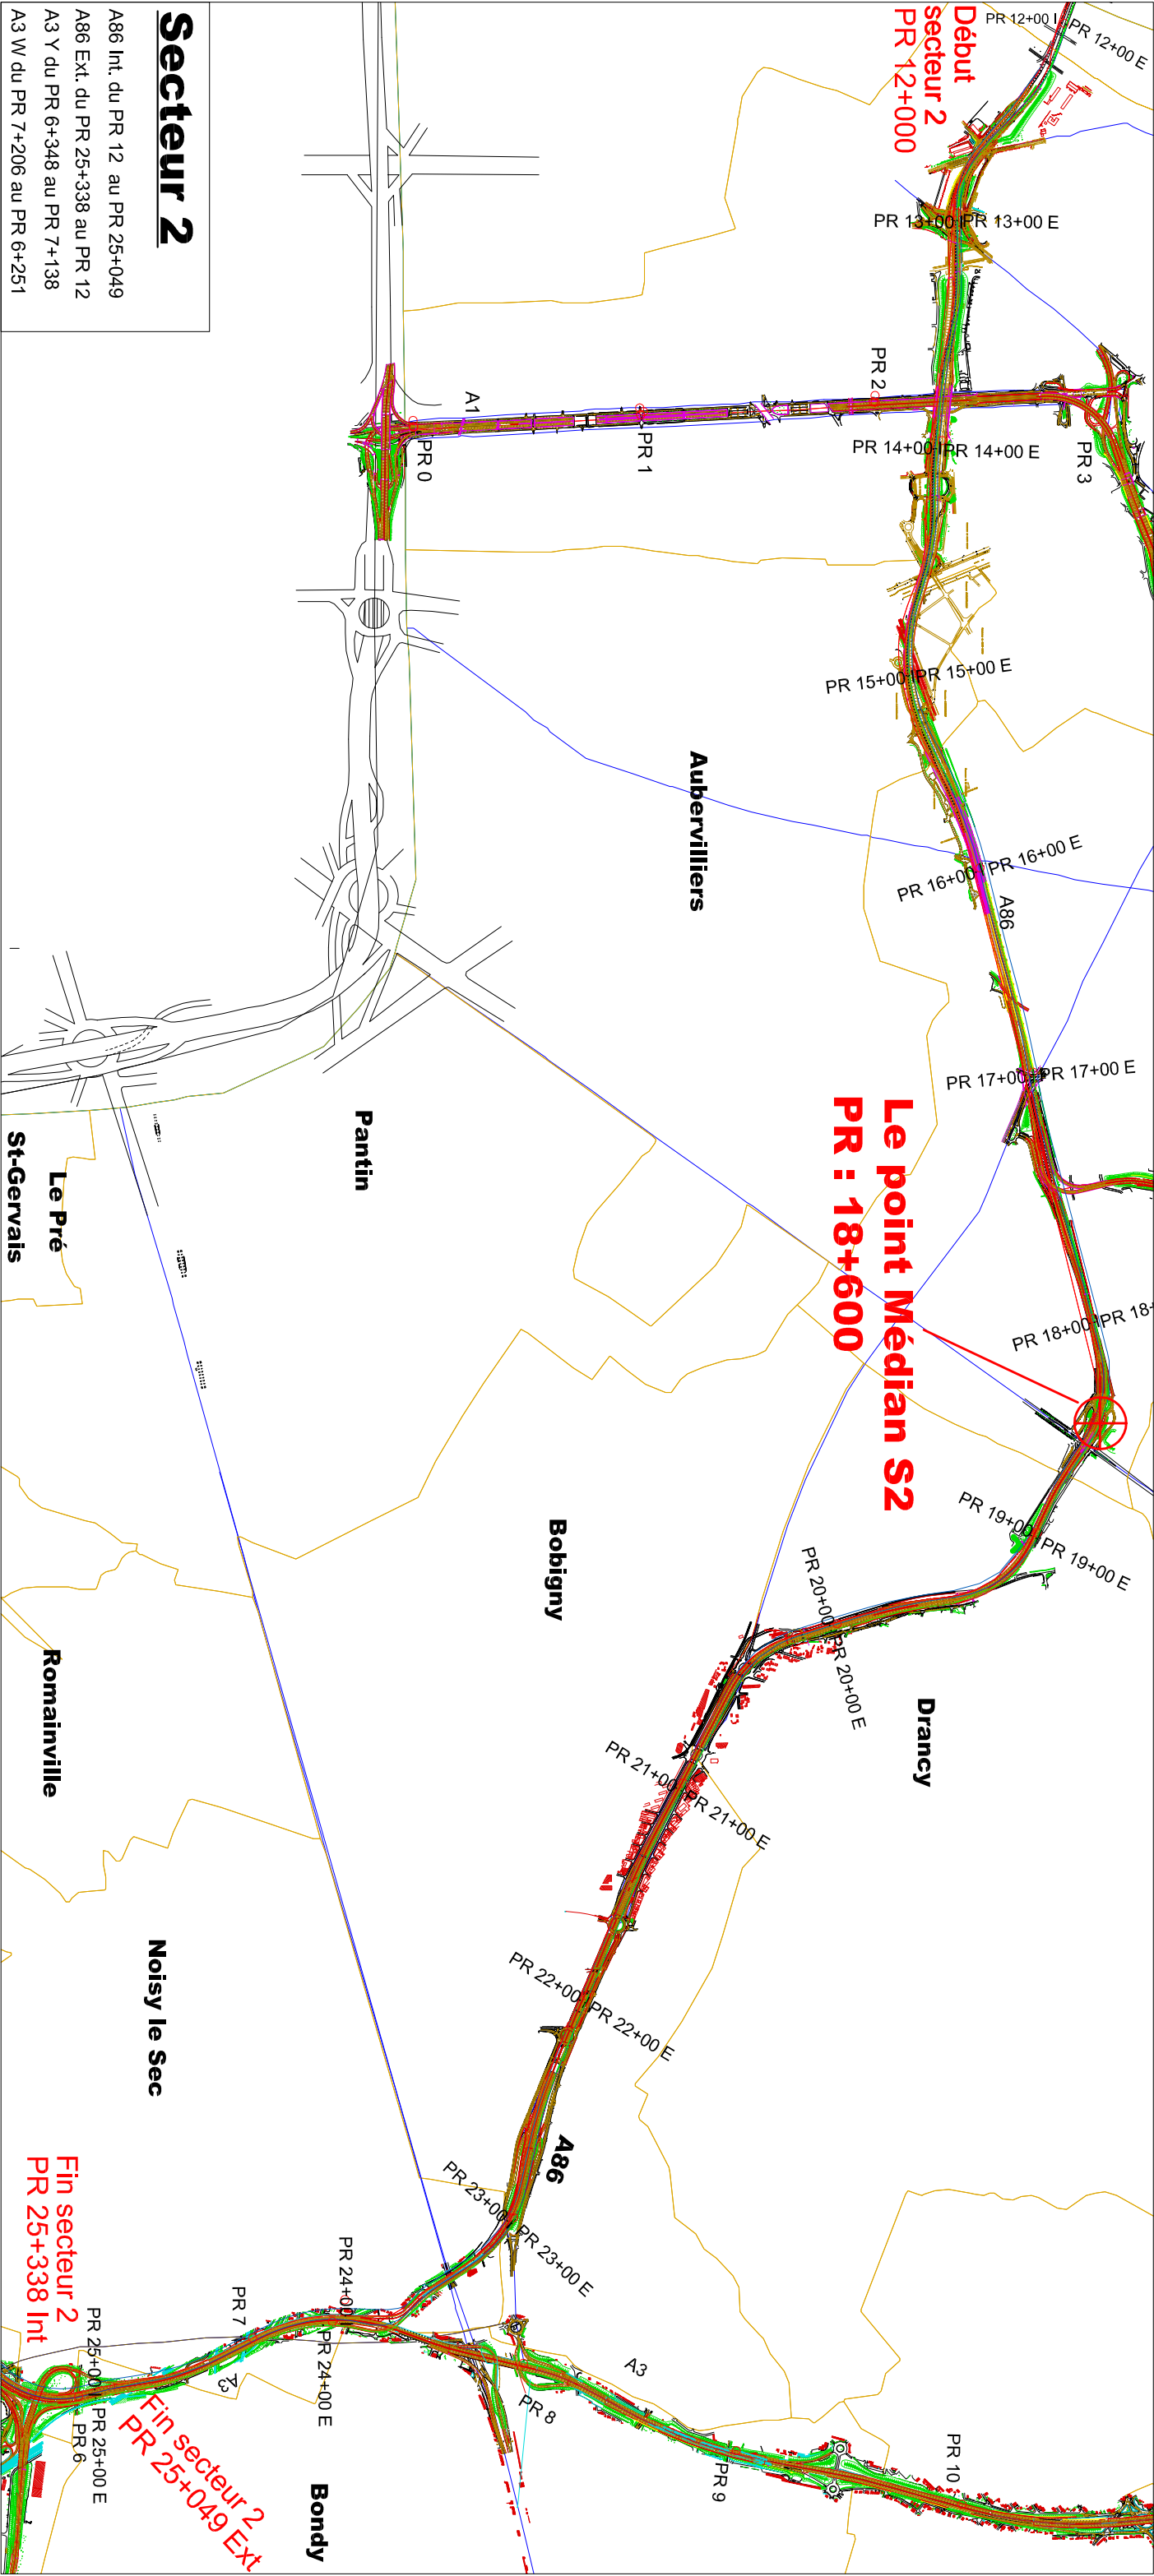 Secteur 2
A86 Int. du PR 12 au PR 25+049
A86 Ext. du PR 25+338 au PR 12
A3 Y du PR 6+348 au PR 7+138
A3 W du PR 7+206 au PR 6+251
Début
secteur 2
PR 12+000
PR 12+00 I
PR 12+00 E
PR 13+00 I
PR 13+00 E
PR 3
PR 2
PR 1
PR 0
A1
PR 14+00 I
PR 14+00 E
PR 15+00 I
PR 15+00 E
Aubervilliers
PR 16+00 I
PR 16+00 E
A86
PR 17+00 I
PR 17+00 E
Le point Médian S2
PR : 18+600
Pantin
Le Pré
St-Gervais
PR 18+00 I
PR 18+
PR 19+00 I
PR 19+00 E
Bobigny
PR 20+00 I
PR 20+00 E
Drancy
Romainville
PR 21+00 I
PR 21+00 E
Noisy le Sec
PR 22+00 I
PR 22+00 E
A86
PR 23+00 I
PR 23+00 E
PR 24+00 I
PR 24+00 E
A3
PR 10
PR 9
PR 8
PR 7
A3
Fin secteur 2
PR 25+338 Int
PR 25+00 I
PR 25+00 E
PR 6
Fin secteur 2
PR 25+049 Ext
Bondy